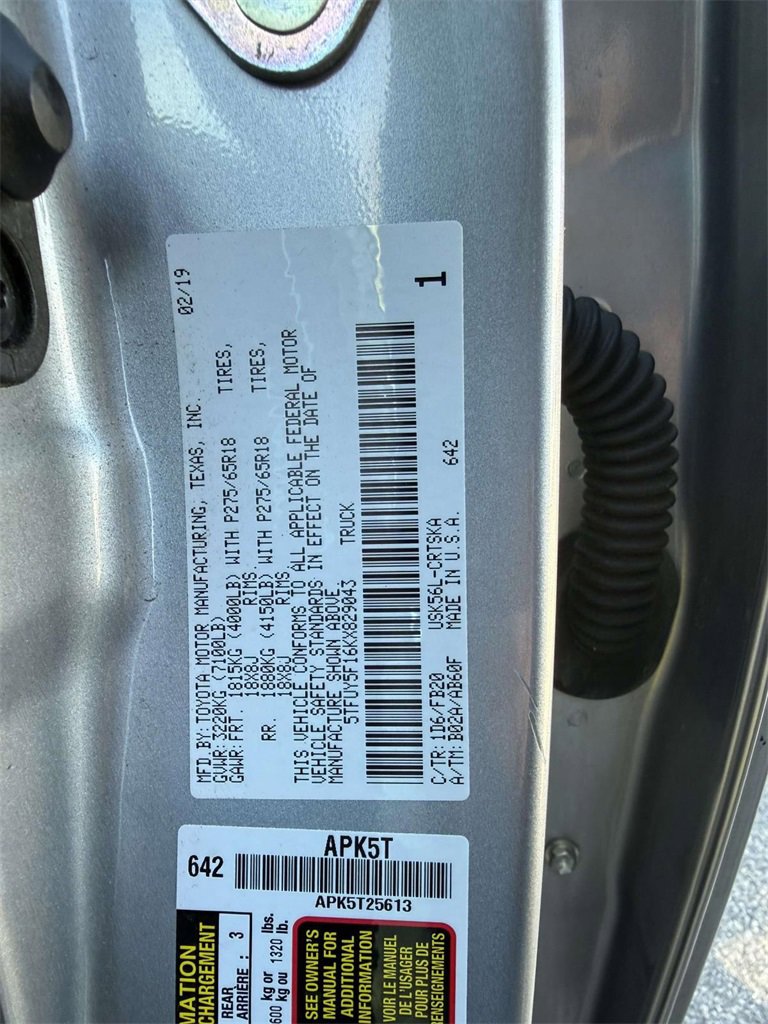 MFD.BY:TOYOTA MOTOR MANUFACTURING, TEXAS, INC. 02/19
GVWR:3220KG (7100LB)
GAWR:FRT. 1815KG (4000LB) WITH P275/65R18 TIRES,
18X8J RIMS
RR. 1880KG (4150LB) WITH P275/65R18 TIRES,
18X8J RIMS
THIS VEHICLE CONFORMS TO ALL APPLICABLE FEDERAL MOTOR
VEHICLE SAFETY STANDARDS IN EFFECT ON THE DATE OF
MANUFACTURE SHOWN ABOVE
5TFUY5F16KX829043 TRUCK
1
C/TR:1D6/FB20 USK56L-CRTSKA 642
A/TM:B02A/AB60F MADE IN U.S.A.
642
APK5T
APK5T25613
MATION
CHARGEMENT
REAR
ARRIÈRE : 3
600 kg or 1320 lbs.
kg ou lb.
SEE OWNER'S
MANUAL FOR
ADDITIONAL
INFORMATION
VOIR LE MANUEL
DE L'USAGER
POUR PLUS DE
RENSEIGNEMENTS